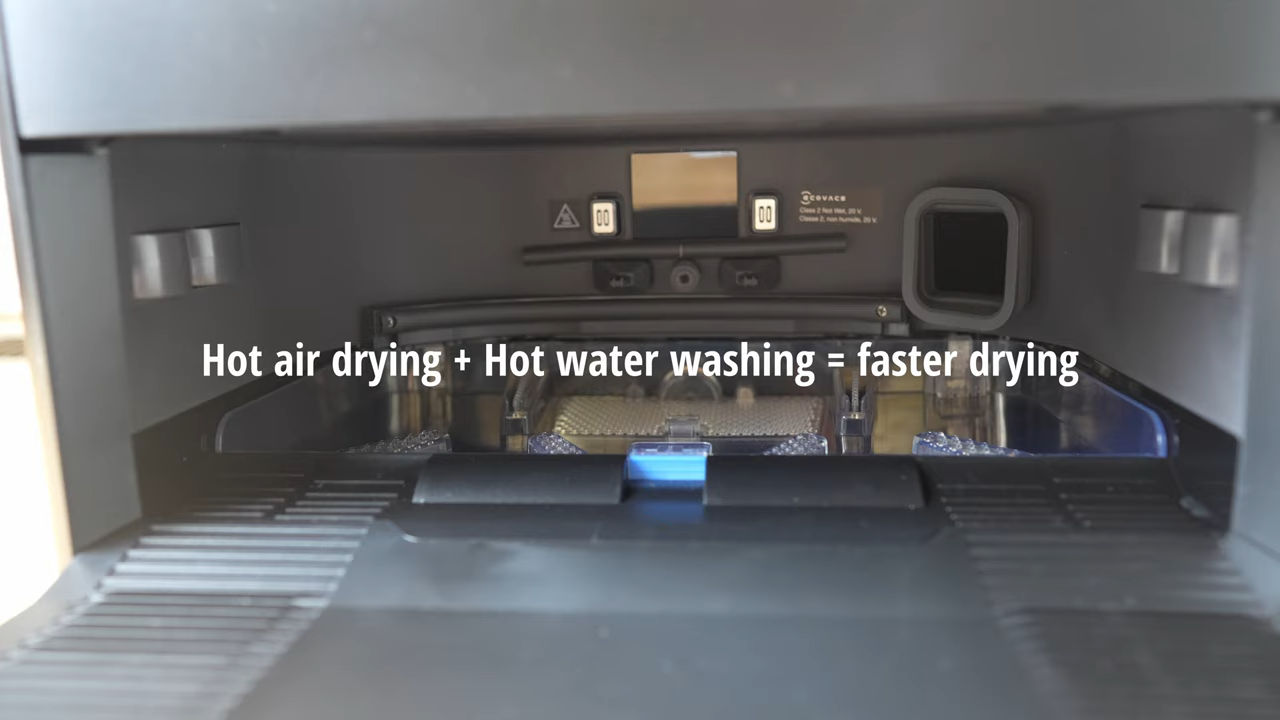 ECOVACS
Class 2 Not Wet, 20 V.
Classe 2, non humide, 20 V.
Hot air drying + Hot water washing = faster drying